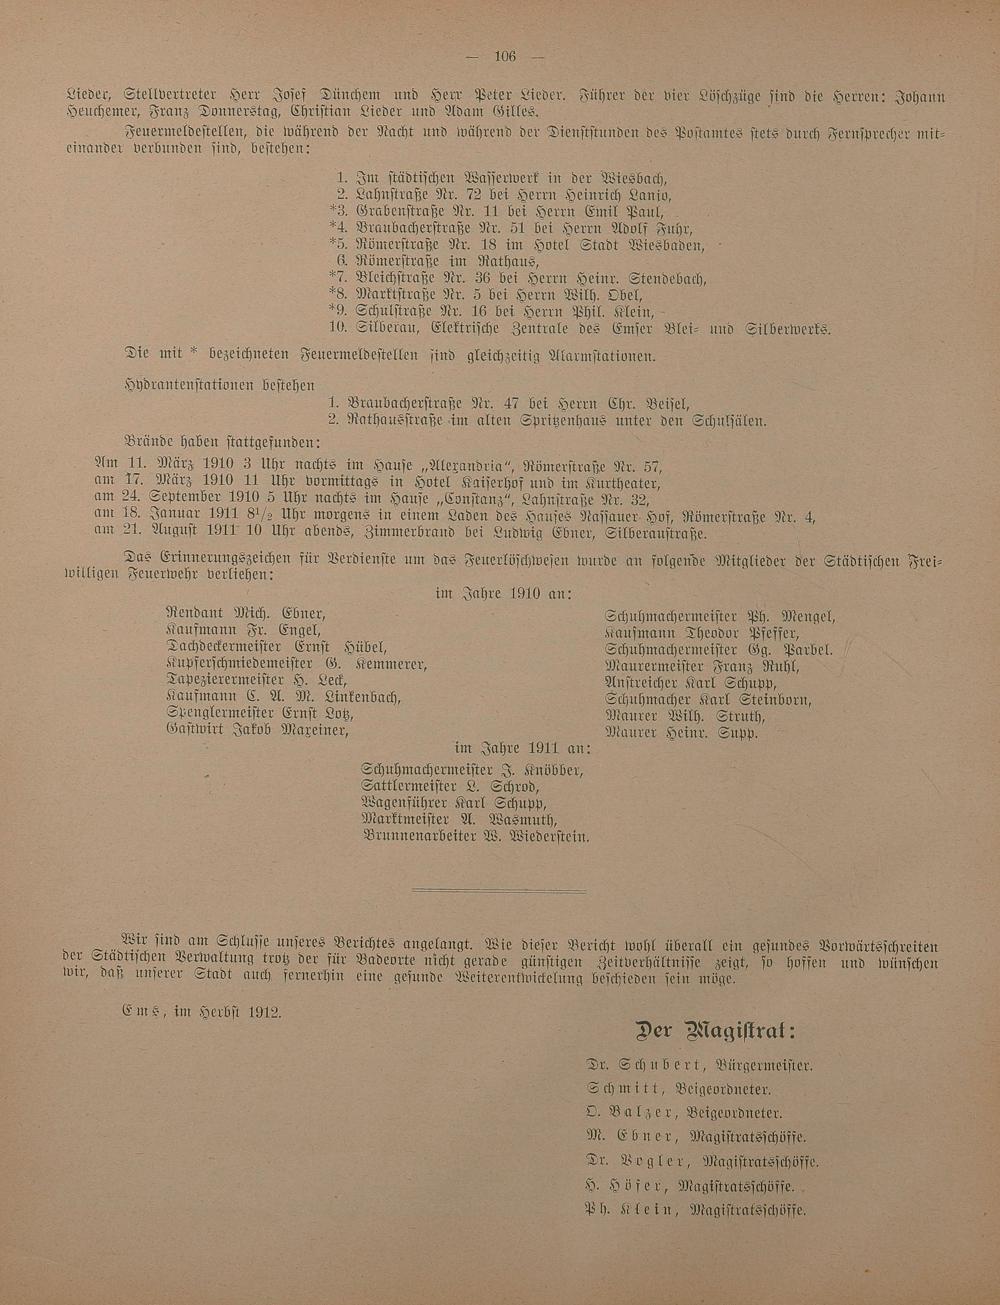 — 106 —
Lieder, Stellvertreter Herr Josef Dünchem und Herr Peter Lieder. Führer der vier Löschzüge sind die Herren: Johann
Heuchemer, Franz Donnerstag, Christian Lieder und Adam Gilles.
Feuermeldestellen, die während der Nacht und während der Dienststunden des Postamtes stets durch Fernsprecher mit-
einander verbunden sind, bestehen:
1. Im städtischen Wasserwerk in der Wiesbach,
2. Lahnstraße Nr. 72 bei Herrn Heinrich Lanio,
*3. Grabenstraße Nr. 11 bei Herrn Emil Paul,
*4. Braubacherstraße Nr. 51 bei Herrn Adolf Fuhr,
*5. Römerstraße Nr. 18 im Hotel Stadt Wiesbaden,
6. Römerstraße im Rathaus,
*7. Bleichstraße Nr. 36 bei Herrn Heinr. Stendebach,
*8. Marktstraße Nr. 5 bei Herrn Wilh. Obel,
*9. Schulstraße Nr. 16 bei Herrn Phil. Klein,
10. Silberau, Elektrische Zentrale des Emser Blei- und Silberwerks.
Die mit * bezeichneten Feuermeldestellen sind gleichzeitig Alarmstationen.
Hydrantenstationen bestehen
1. Braubacherstraße Nr. 47 bei Herrn Chr. Beisel,
2. Rathausstraße im alten Spritzenhaus unter den Schulsälen.
Brände haben stattgefunden:
Am 11. März 1910 3 Uhr nachts im Hause „Alexandria“, Römerstraße Nr. 57,
am 17. März 1910 11 Uhr vormittags in Hotel Kaiserhof und im Kurtheater,
am 24. September 1910 5 Uhr nachts im Hause „Constanz“, Lahnstraße Nr. 32,
am 18. Januar 1911 8½ Uhr morgens in einem Laden des Hauses Nassauer Hof, Römerstraße Nr. 4,
am 21. August 1911 10 Uhr abends, Zimmerbrand bei Ludwig Ebner, Silberaustraße.
Das Erinnerungszeichen für Verdienste um das Feuerlöschwesen wurde an folgende Mitglieder der Städtischen Frei-
willigen Feuerwehr verliehen:
im Jahre 1910 an:
Rendant Mich. Ebner,
Kaufmann Fr. Engel,
Dachdeckermeister Ernst Hübel,
Kupferschmiedemeister G. Kemmerer,
Tapezierermeister H. Leck,
Kaufmann C. A. M. Linkenbach,
Spenglermeister Ernst Lotz,
Gastwirt Jakob Maxeiner,
Schuhmachermeister Ph. Mengel,
Kaufmann Theodor Pfeffer,
Schuhmachermeister Gg. Parbel.
Maurermeister Franz Ruhl,
Anstreicher Karl Schupp,
Schuhmacher Karl Steinborn,
Maurer Wilh. Struth,
Maurer Heinr. Supp.
im Jahre 1911 an:
Schuhmachermeister J. Knöbber,
Sattlermeister L. Schrod,
Wagenführer Karl Schupp,
Marktmeister A. Wasmuth,
Brunnenarbeiter W. Wiederstein.
Wir sind am Schlusse unseres Berichtes angelangt. Wie dieser Bericht wohl überall ein gesundes Vorwärtsschreiten
der Städtischen Verwaltung trotz der für Badeorte nicht gerade günstigen Zeitverhältnisse zeigt, so hoffen und wünschen
wir, daß unserer Stadt auch fernerhin eine gesunde Weiterentwickelung beschieden sein möge.
Ems, im Herbst 1912.
Der Magistrat:
Dr. Schubert, Bürgermeister.
Schmitt, Beigeordneter.
O. Balzer, Beigeordneter.
M. Ebner, Magistratsschöffe.
Dr. Vogler, Magistratsschöffe.
H. Höfer, Magistratsschöffe.
Ph. Klein, Magistratsschöffe.